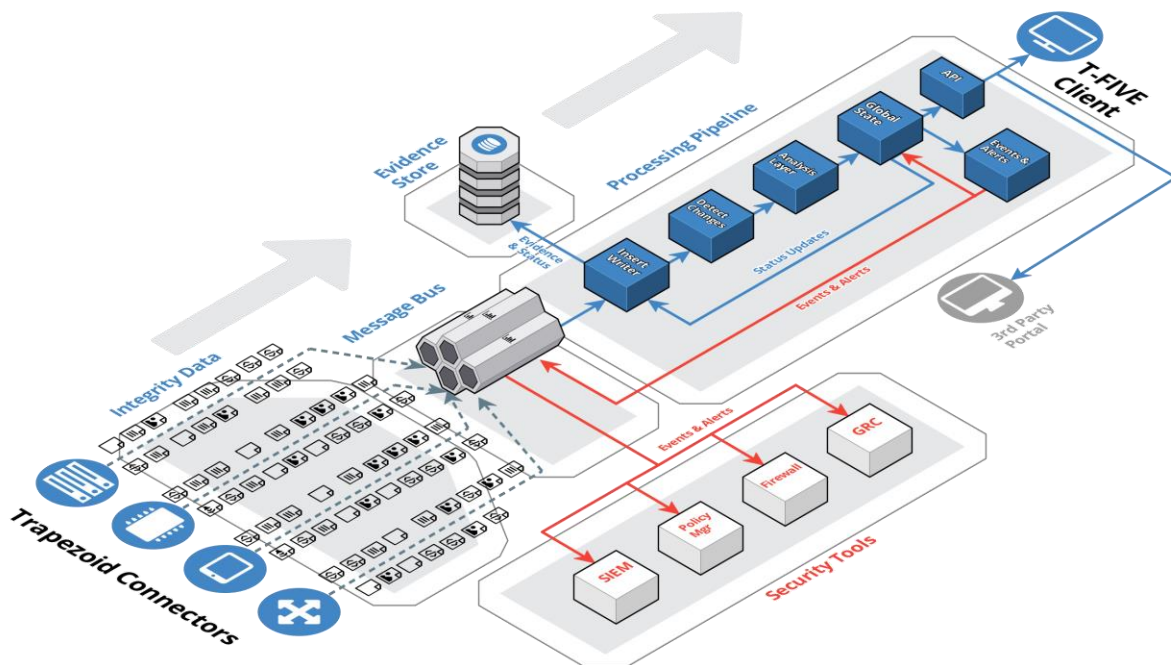 T-FIVE
Client
API
Global
State
Events &
Alerts
Processing Pipeline
Analysis
Layer
Evidence
Store
Detect
Changes
Evidence
& Status
Insert
Writer
Status Updates
Events & Alerts
3rd Party
Portal
Message Bus
Integrity Data
Events & Alerts
GRC
Firewall
Policy
Mgr
SIEM
Security Tools
Trapezoid Connectors